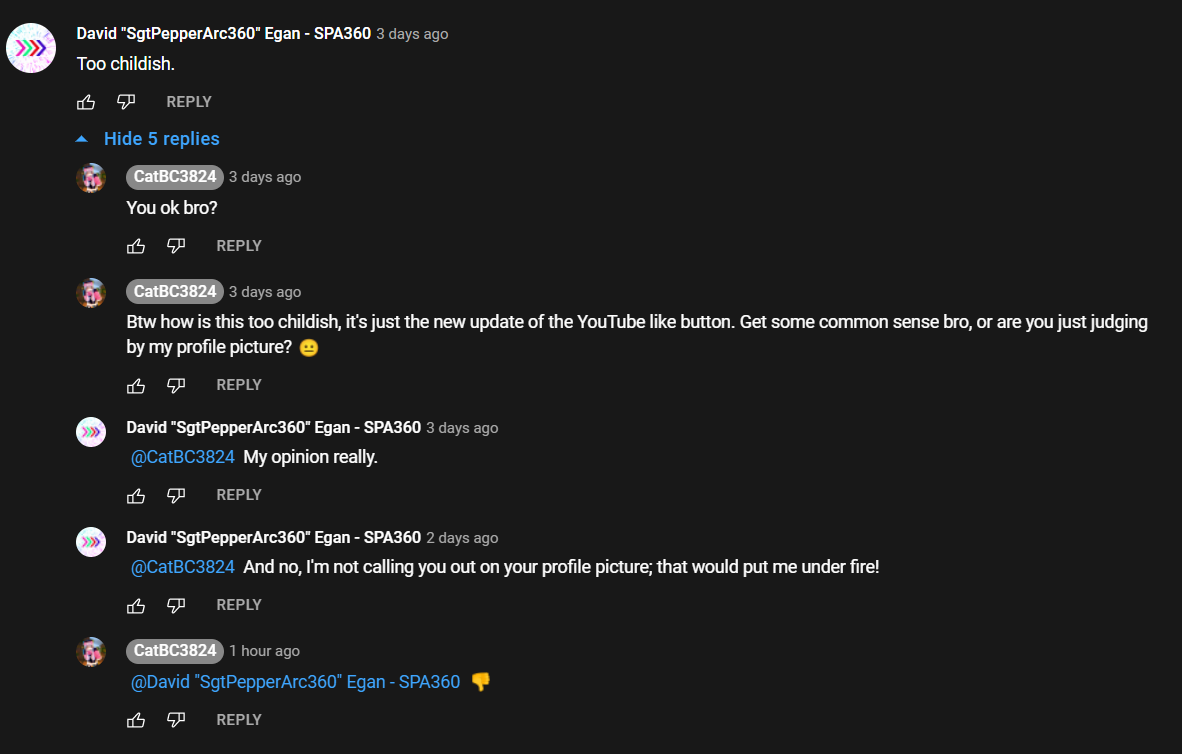 David "SgtPepperArc360" Egan - SPA360 3 days ago
Too childish.
REPLY
Hide 5 replies
CatBC3824 3 days ago
You ok bro?
REPLY
CatBC3824 3 days ago
Btw how is this too childish, it's just the new update of the YouTube like button. Get some common sense bro, or are you just judging
by my profile picture? 😐
REPLY
David "SgtPepperArc360" Egan - SPA360 3 days ago
@CatBC3824 My opinion really.
REPLY
David "SgtPepperArc360" Egan - SPA360 2 days ago
@CatBC3824 And no, I'm not calling you out on your profile picture; that would put me under fire!
REPLY
CatBC3824 1 hour ago
@David "SgtPepperArc360" Egan - SPA360 👎
REPLY